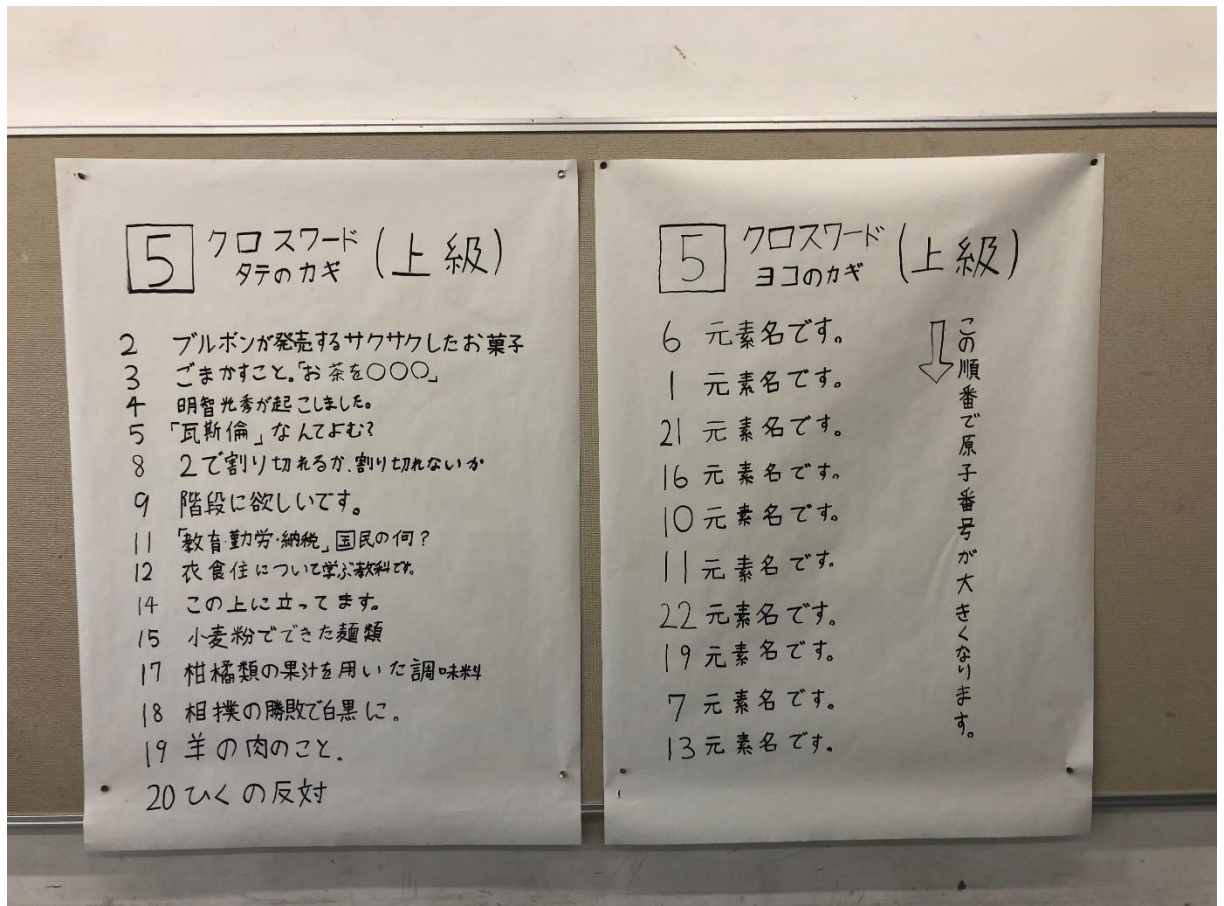 5 クロスワード(上級)
タテのカギ
2 ブルボンが発売するサクサクしたお菓子
3 ごまかすこと。「お茶を〇〇〇」
4 明智光秀が起こしました。
5 「瓦斯倫」なんてよむ?
8 2で割り切れるか、割り切れないか
9 階段に欲しいです。
11 「教育・勤労・納税」国民の何?
12 衣食住について学ぶ教科です。
14 この上に立ってます。
15 小麦粉でできた麺類
17 柑橘類の果汁を用いた調味料
18 相撲の勝敗で白黒に。
19 羊の肉のこと。
20 ひくの反対
5 クロスワード(上級)
ヨコのカギ
6 元素名です。
1 元素名です。
21 元素名です。
16 元素名です。
10 元素名です。
11 元素名です。
22 元素名です。
19 元素名です。
7 元素名です。
13 元素名です。
この順番で原子番号が大きくなります。